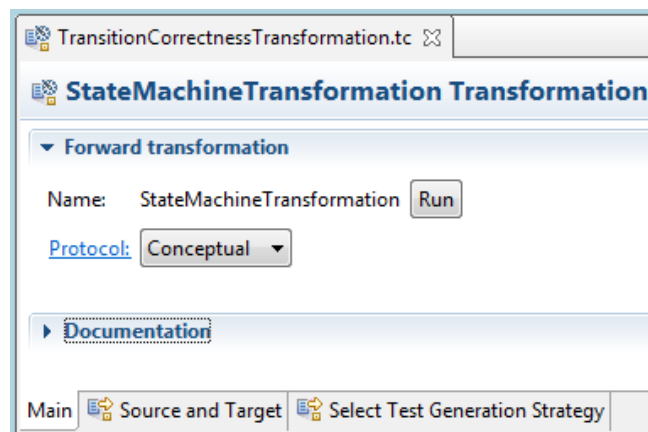 TransitionCorrectnessTransformation.tc
StateMachineTransformation Transformation
Forward transformation
Name: StateMachineTransformation Run
Protocol: Conceptual
Documentation
Main Source and Target Select Test Generation Strategy